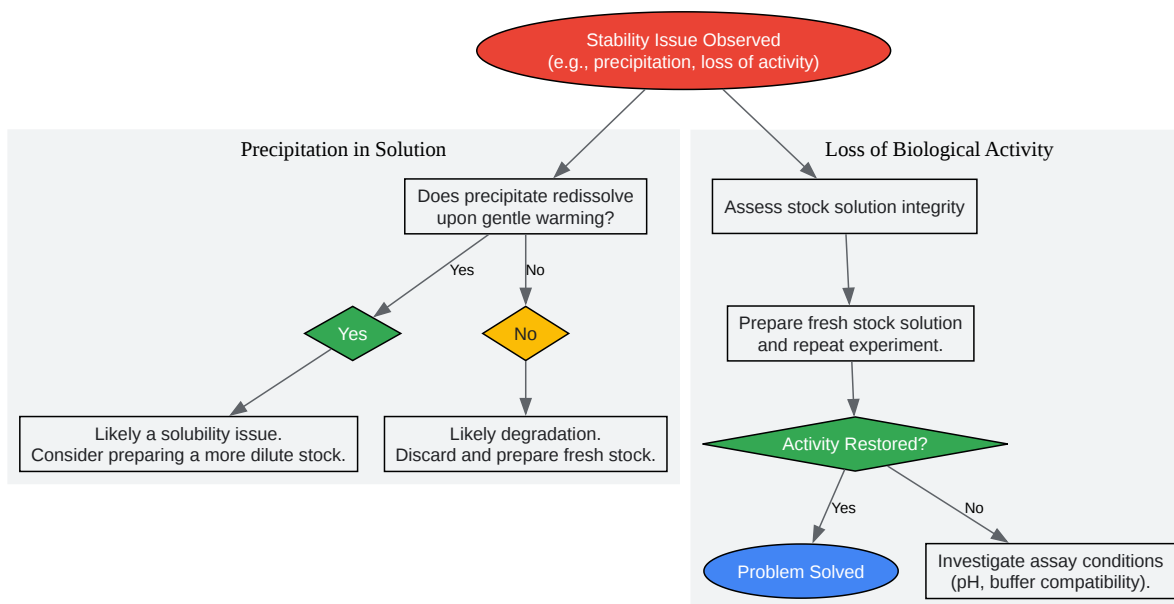 Stability Issue Observed
(e.g., precipitation, loss of activity)
Precipitation in Solution
Does precipitate redissolve
upon gentle warming?
Yes
No
Yes
No
Likely a solubility issue.
Consider preparing a more dilute stock.
Likely degradation.
Discard and prepare fresh stock.
Loss of Biological Activity
Assess stock solution integrity
Prepare fresh stock solution
and repeat experiment.
Activity Restored?
Yes
No
Problem Solved
Investigate assay conditions
(pH, buffer compatibility).